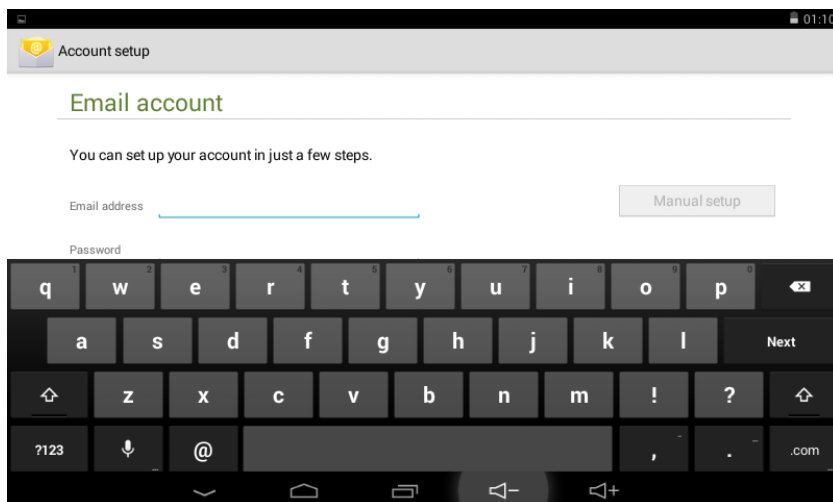 01:10
Account setup
Email account
You can set up your account in just a few steps.
Email address
Manual setup
Password
1 2 3 4 5 6 7 8 9 0
q w e r t y u i o p
a s d f g h j k l Next
z x c v b n m ! ?
?123 @ , . .com